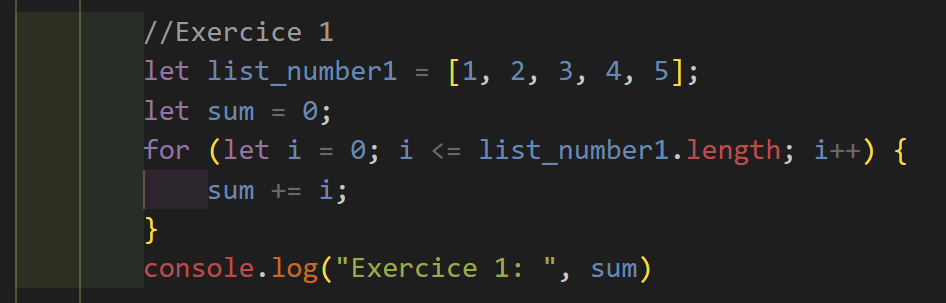 //Exercice 1
let list_number1 = [1, 2, 3, 4, 5];
let sum = 0;
for (let i = 0; i <= list_number1.length; i++) {
    sum += i;
}
console.log("Exercice 1: ", sum)